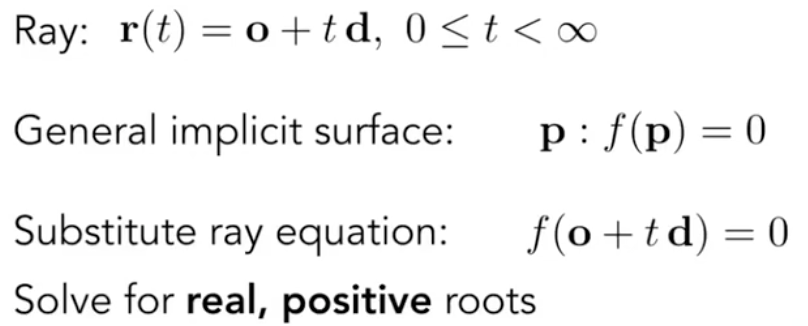 Ray: r(t) = o + t d, 0 ≤ t < ∞
General implicit surface: p : f(p) = 0
Substitute ray equation: f(o + t d) = 0
Solve for real, positive roots